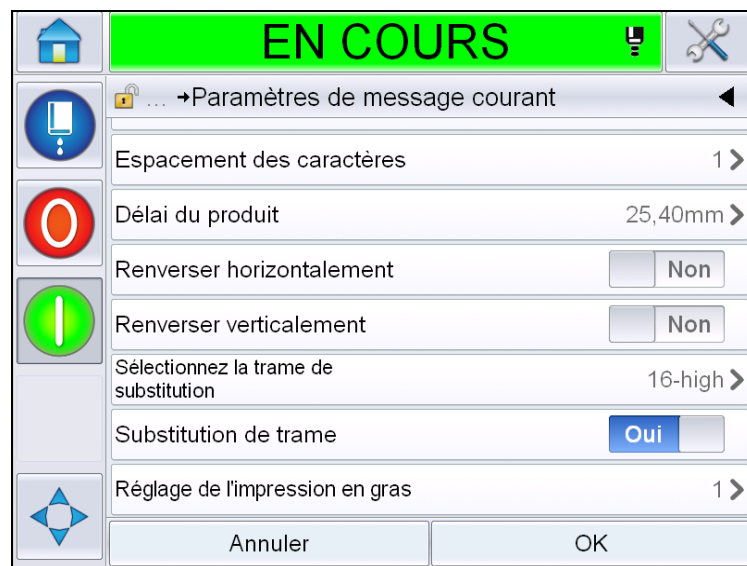 EN COURS
... →Paramètres de message courant
Espacement des caractères 1
Délai du produit 25,40mm
Renverser horizontalement Non
Renverser verticalement Non
Sélectionnez la trame de
substitution 16-high
Substitution de trame Oui
Réglage de l'impression en gras 1
Annuler OK